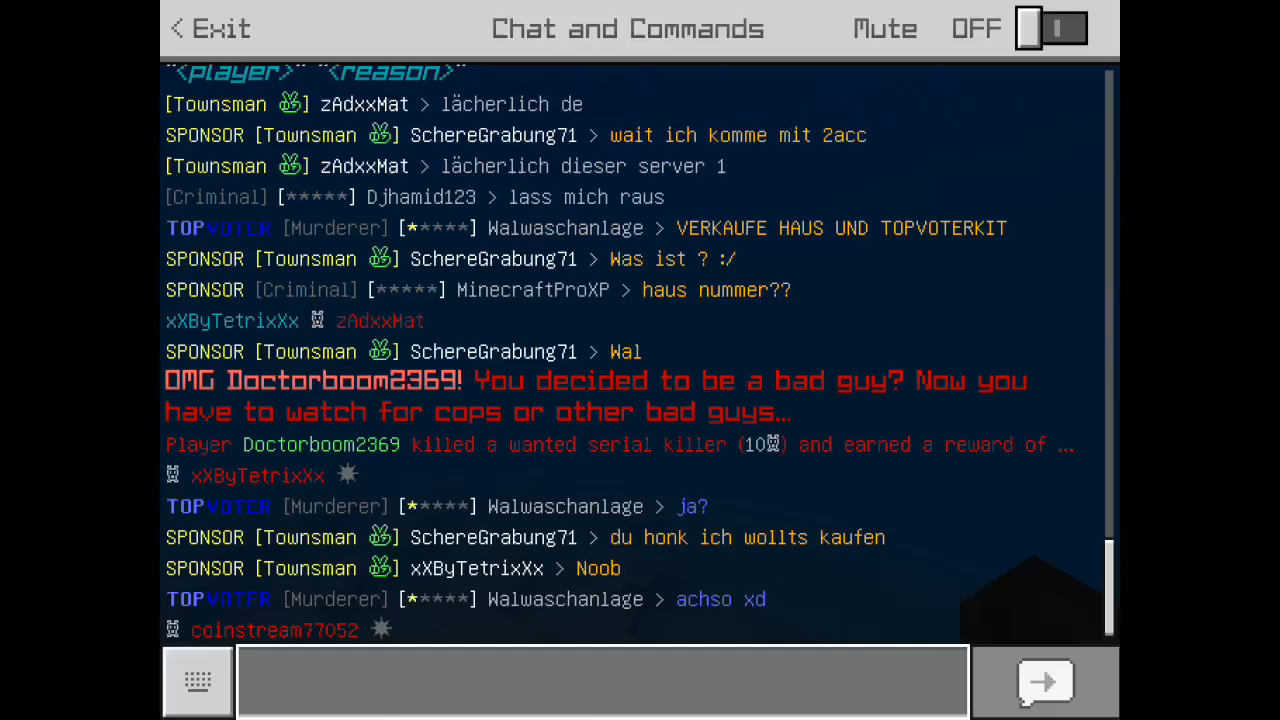 < Exit Chat and Commands Mute OFF
"<player>" "<reason>"
[Townsman ✌] zAdxxMat > lächerlich de
SPONSOR [Townsman ✌] SchereGrabung71 > wait ich komme mit 2acc
[Townsman ✌] zAdxxMat > lächerlich dieser server 1
[Criminal] [*****] Djhamid123 > lass mich raus
TOPVOTER [Murderer] [*****] Walwaschanlage > VERKAUFE HAUS UND TOPVOTERKIT
SPONSOR [Townsman ✌] SchereGrabung71 > Was ist ? :/
SPONSOR [Criminal] [*****] MinecraftProXP > haus nummer??
xXByTetrixXx ☠ zAdxxMat
SPONSOR [Townsman ✌] SchereGrabung71 > Wal
OMG Doctorboom2369! You decided to be a bad guy? Now you
have to watch for cops or other bad guys...
Player Doctorboom2369 killed a wanted serial killer (10☠) and earned a reward of ...
☠ xXByTetrixXx ✹
TOPVOTER [Murderer] [*****] Walwaschanlage > ja?
SPONSOR [Townsman ✌] SchereGrabung71 > du honk ich wollts kaufen
SPONSOR [Townsman ✌] xXByTetrixXx > Noob
TOPVOTER [Murderer] [*****] Walwaschanlage > achso xd
☠ coinstream77052 ✹